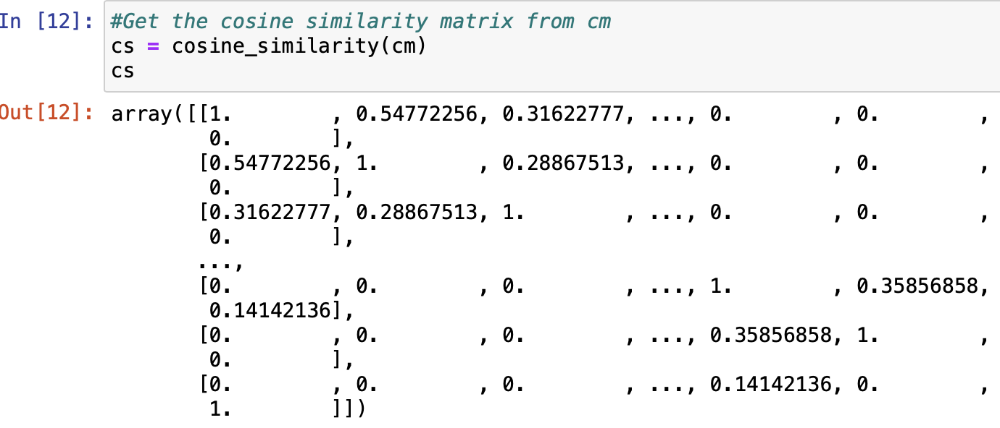 In [12]: #Get the cosine similarity matrix from cm
cs = cosine_similarity(cm)
cs
Out[12]: array([[1.        , 0.54772256, 0.31622777, ..., 0.        , 0.        ,
        0.        ],
       [0.54772256, 1.        , 0.28867513, ..., 0.        , 0.        ,
        0.        ],
       [0.31622777, 0.28867513, 1.        , ..., 0.        , 0.        ,
        0.        ],
       ...,
       [0.        , 0.        , 0.        , ..., 1.        , 0.35856858,
        0.14142136],
       [0.        , 0.        , 0.        , ..., 0.35856858, 1.        ,
        0.        ],
       [0.        , 0.        , 0.        , ..., 0.14142136, 0.        ,
        1.        ]])